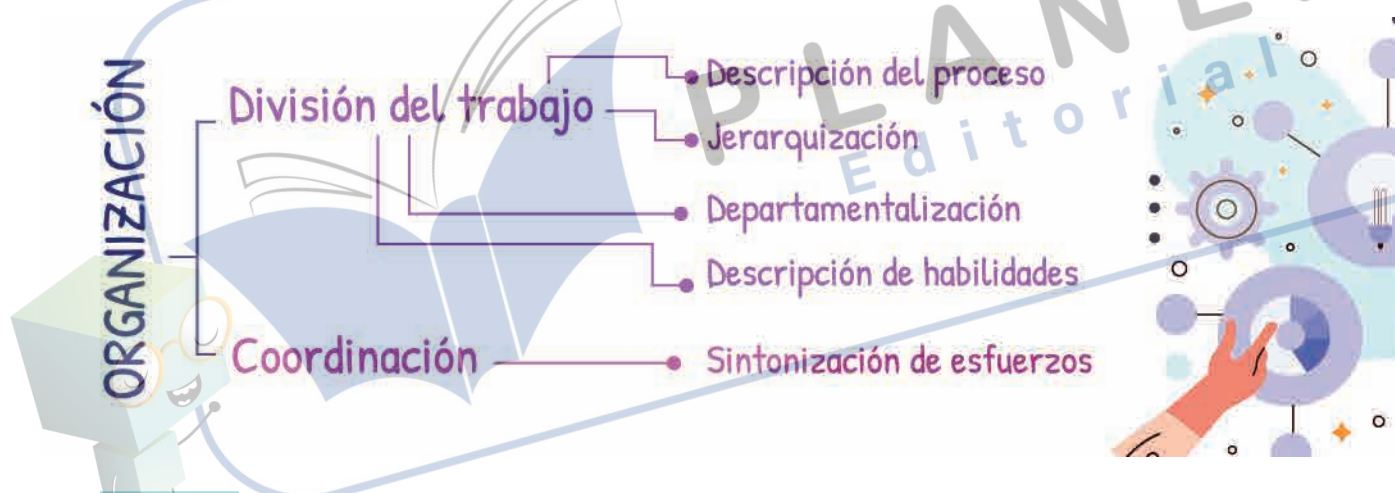 ORGANIZACIÓN
División del trabajo
Descripción del proceso
Jerarquización
Departamentalización
Descripción de habilidades
Coordinación
Sintonización de esfuerzos
PLANE
Editorial